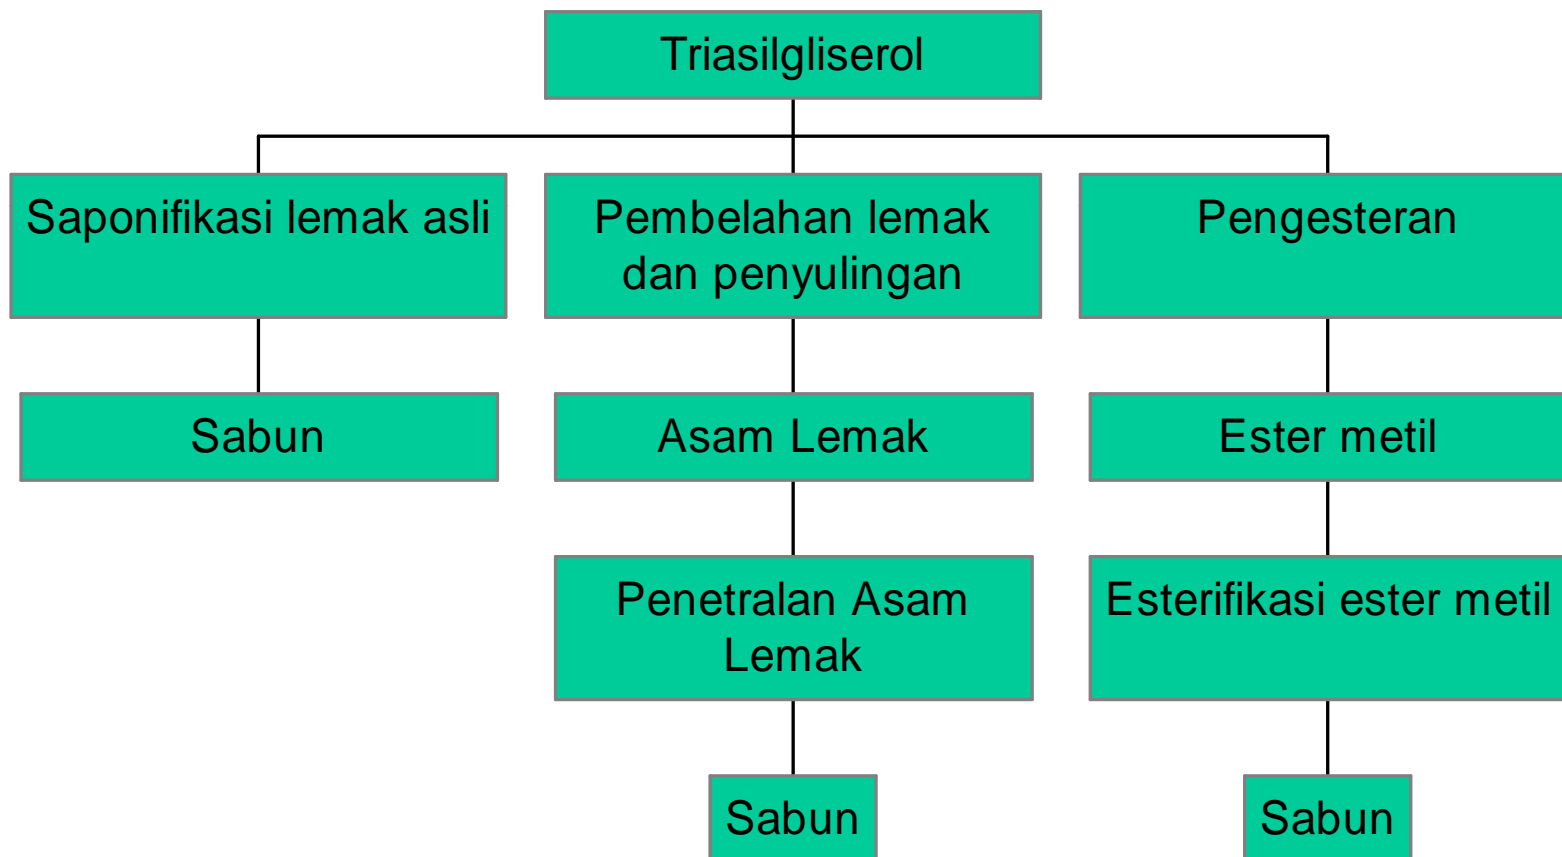 Triasilgliserol
Saponifikasi lemak asli
Pembelahan lemak
dan penyulingan
Pengesteran
Sabun
Asam Lemak
Ester metil
Penetralan Asam
Lemak
Esterifikasi ester metil
Sabun
Sabun